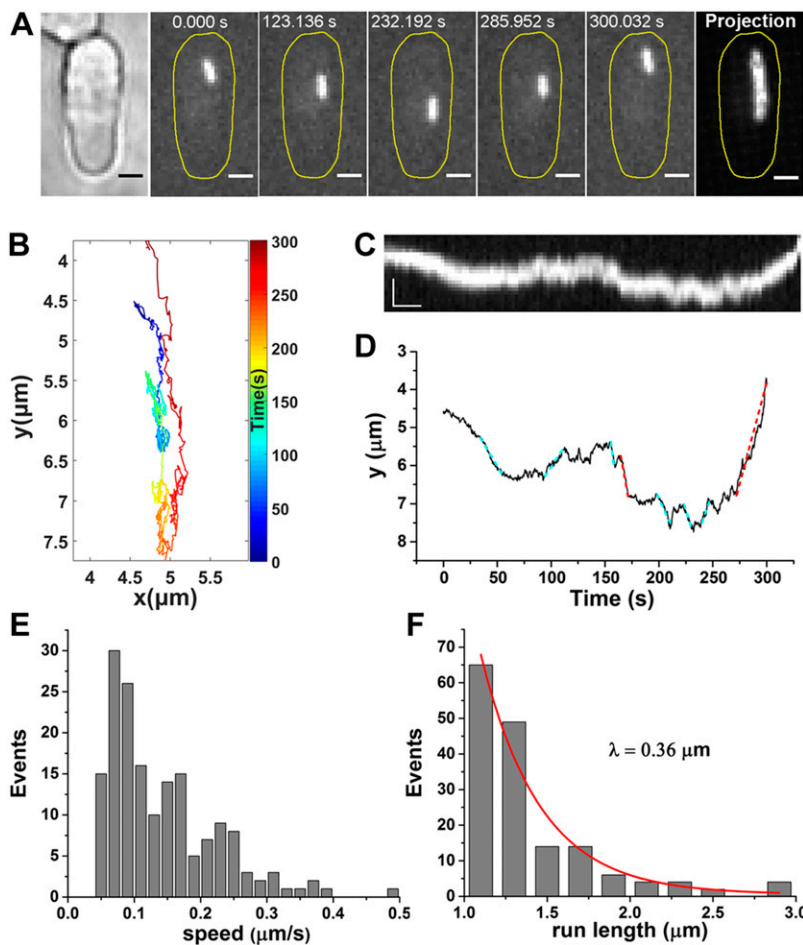 A
0.000 s
123.136 s
232.192 s
285.952 s
300.032 s
Projection
B
4
4.5
5
5.5
6
6.5
7
7.5
y(µm)
4
4.5
5
5.5
x(µm)
300
250
200
150
100
50
0
Time(s)
C
D
3
4
5
6
7
8
y (µm)
0
50
100
150
200
250
300
Time (s)
E
30
25
20
15
10
5
0
Events
0.0
0.1
0.2
0.3
0.4
0.5
speed (µm/s)
F
70
60
50
40
30
20
10
0
Events
λ = 0.36 µm
1.0
1.5
2.0
2.5
3.0
run length (µm)